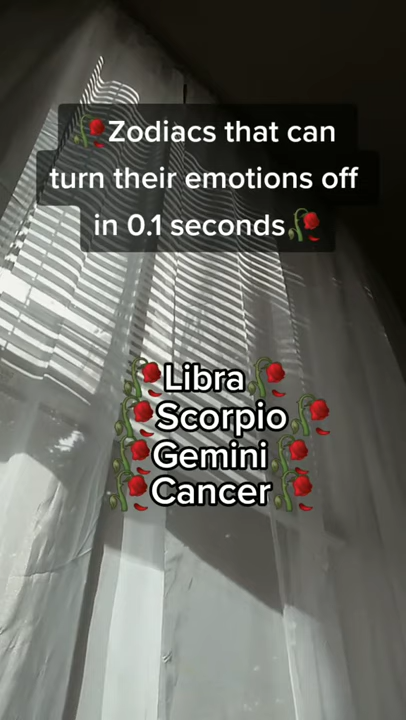 🥀Zodiacs that can
turn their emotions off
in 0.1 seconds🥀
🥀Libra🥀
🥀Scorpio🥀
🥀Gemini🥀
🥀Cancer🥀